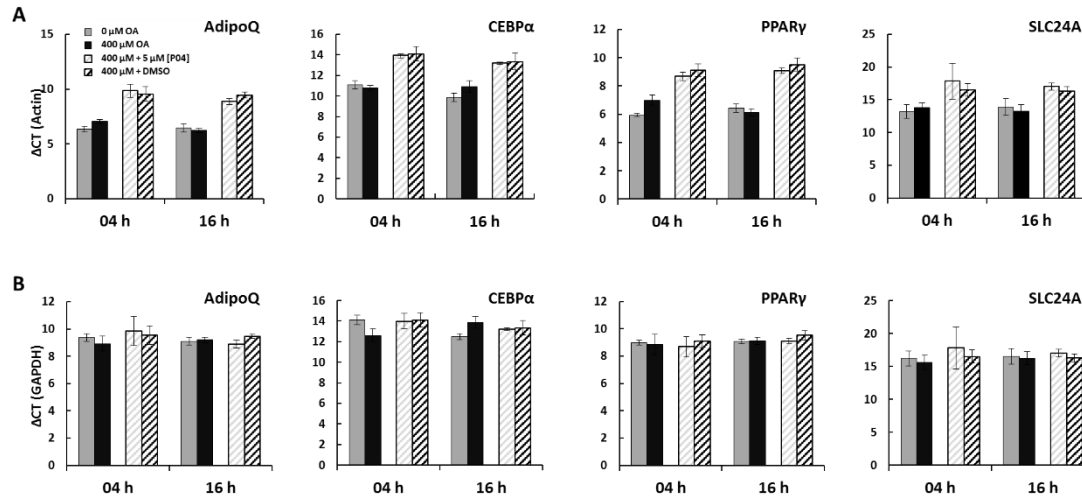 A
AdipoQ
CEBPα
PPARγ
SLC24A
0 µM OA
400 µM OA
400 µM + 5 µM [P04]
400 µM + DMSO
ΔCT (Actin)
15
10
5
0
16
14
12
10
8
6
4
2
0
12
10
8
6
4
2
0
25
20
15
10
5
0
04 h 16 h
04 h 16 h
04 h 16 h
04 h 16 h
B
AdipoQ
CEBPα
PPARγ
SLC24A
ΔCT (GAPDH)
12
10
8
6
4
2
0
16
14
12
10
8
6
4
2
0
12
10
8
6
4
2
0
25
20
15
10
5
0
04 h 16 h
04 h 16 h
04 h 16 h
04 h 16 h